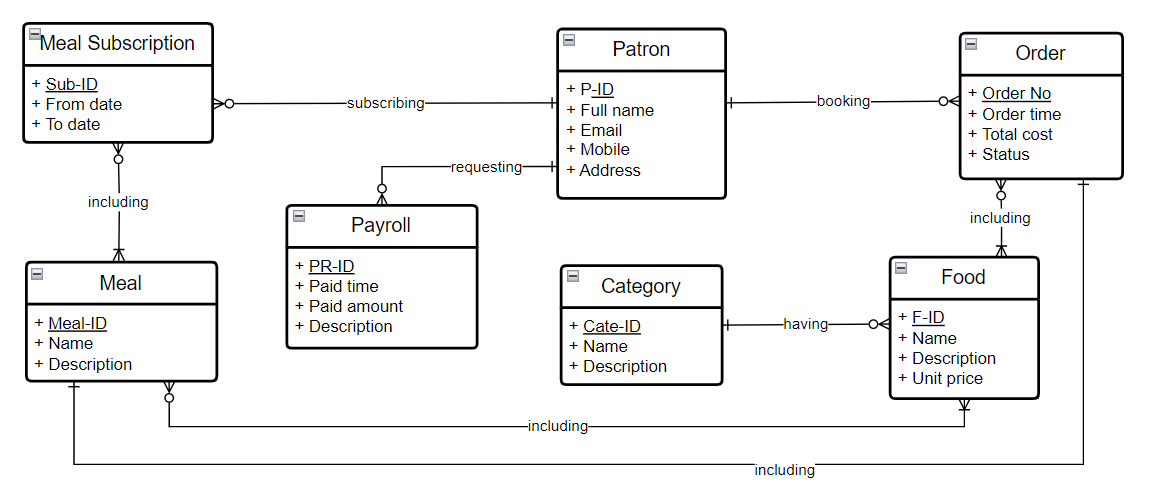 Meal Subscription
+ Sub-ID
+ From date
+ To date
subscribing
Patron
+ P-ID
+ Full name
+ Email
+ Mobile
+ Address
booking
Order
+ Order No
+ Order time
+ Total cost
+ Status
requesting
including
including
Payroll
+ PR-ID
+ Paid time
+ Paid amount
+ Description
Meal
+ Meal-ID
+ Name
+ Description
Category
+ Cate-ID
+ Name
+ Description
having
Food
+ F-ID
+ Name
+ Description
+ Unit price
including
including